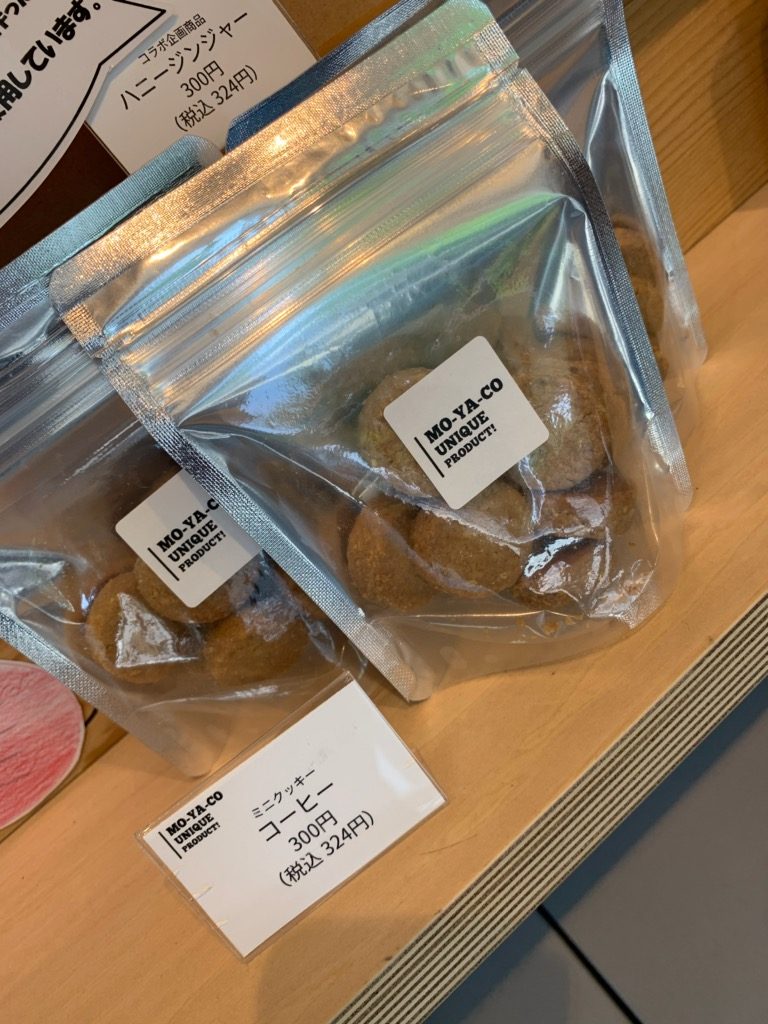 用しています。
コラボ企画商品
ハニージンジャー
300円
(税込 324円)
MO-YA-CO
UNIQUE
PRODUCT!
MO-YA-C
UNIQUE
PRODUCT!
MO-YA-CO
UNIQUE
PRODUCT!
ミニクッキー
コーヒー
300円
(税込 324円)